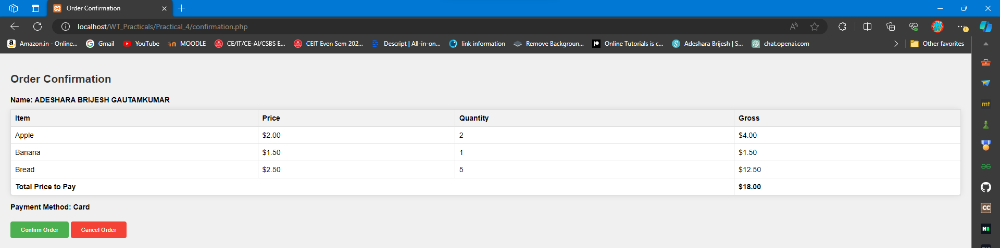 Order Confirmation
localhost/WT_Practicals/Practical_4/confirmation.php
Amazon.in - Online... Gmail YouTube MOODLE CE/IT/CE-AI/CSBS E... CEIT Even Sem 202... Descript | All-in-on... link information Remove Backgroun... Online Tutorials is c... Adeshara Brijesh | S... chat.openai.com Other favorites
Order Confirmation
Name: ADESHARA BRIJESH GAUTAMKUMAR
Item Price Quantity Gross
Apple $2.00 2 $4.00
Banana $1.50 1 $1.50
Bread $2.50 5 $12.50
Total Price to Pay $18.00
Payment Method: Card
Confirm Order Cancel Order
mt
CC
H